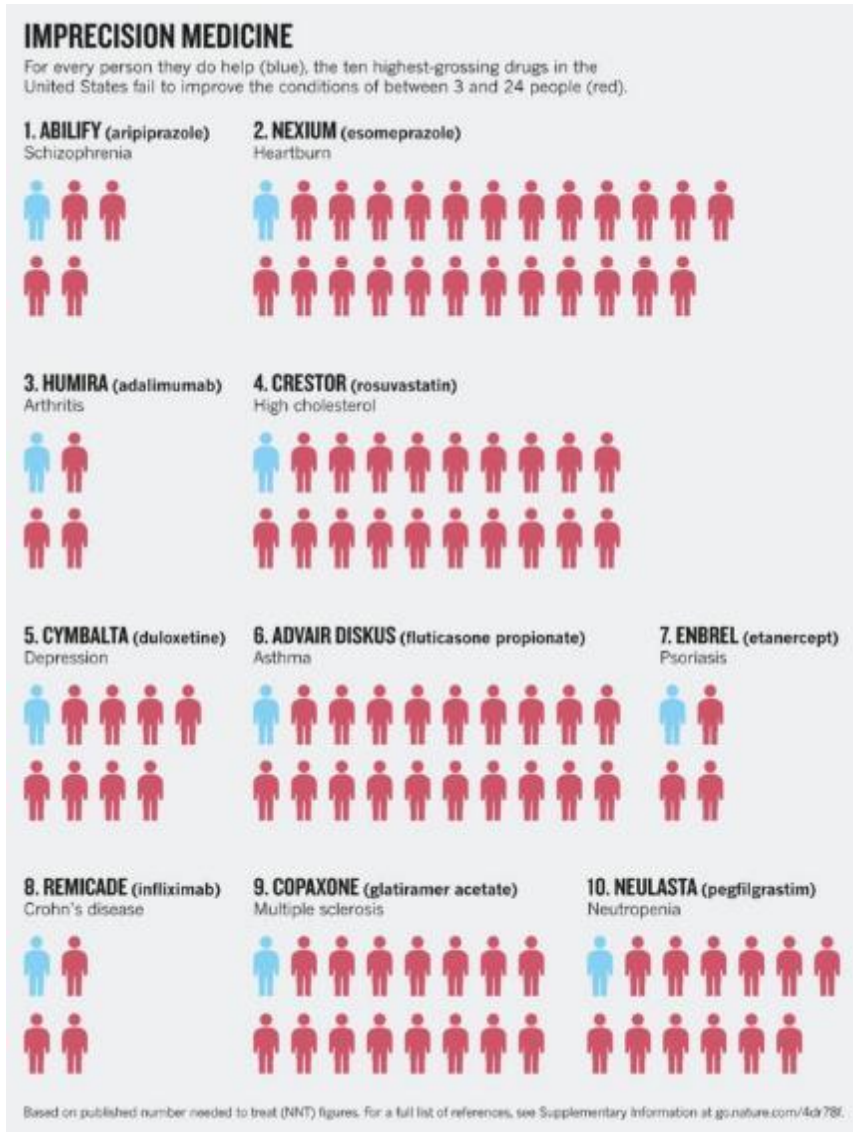 IMPRECISION MEDICINE
For every person they do help (blue), the ten highest-grossing drugs in the
United States fail to improve the conditions of between 3 and 24 people (red).
1. ABILIFY (aripiprazole)
Schizophrenia
2. NEXIUM (esomeprazole)
Heartburn
3. HUMIRA (adalimumab)
Arthritis
4. CRESTOR (rosuvastatin)
High cholesterol
5. CYMBALTA (duloxetine)
Depression
6. ADVAIR DISKUS (fluticasone propionate)
Asthma
7. ENBREL (etanercept)
Psoriasis
8. REMICADE (infliximab)
Crohn's disease
9. COPAXONE (glatiramer acetate)
Multiple sclerosis
10. NEULASTA (pegfilgrastim)
Neutropenia
Based on published number needed to treat (NNT) figures. For a full list of references, see Supplementary Information at go.nature.com/4dr78f.